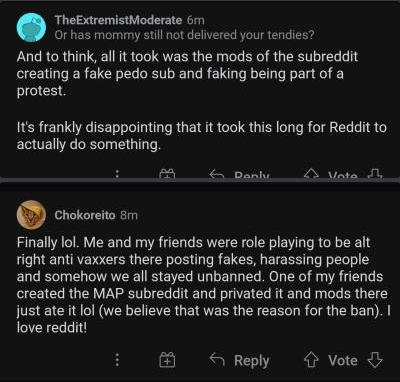 TheExtremistModerate 6m
Or has mommy still not delivered your tendies?
And to think, all it took was the mods of the subreddit
creating a fake pedo sub and faking being part of a
protest.
It's frankly disappointing that it took this long for Reddit to
actually do something.
Reply Vote
Chokoreito 8m
Finally lol. Me and my friends were role playing to be alt
right anti vaxxers there posting fakes, harassing people
and somehow we all stayed unbanned. One of my friends
created the MAP subreddit and privated it and mods there
just ate it lol (we believe that was the reason for the ban). I
love reddit!
Reply Vote